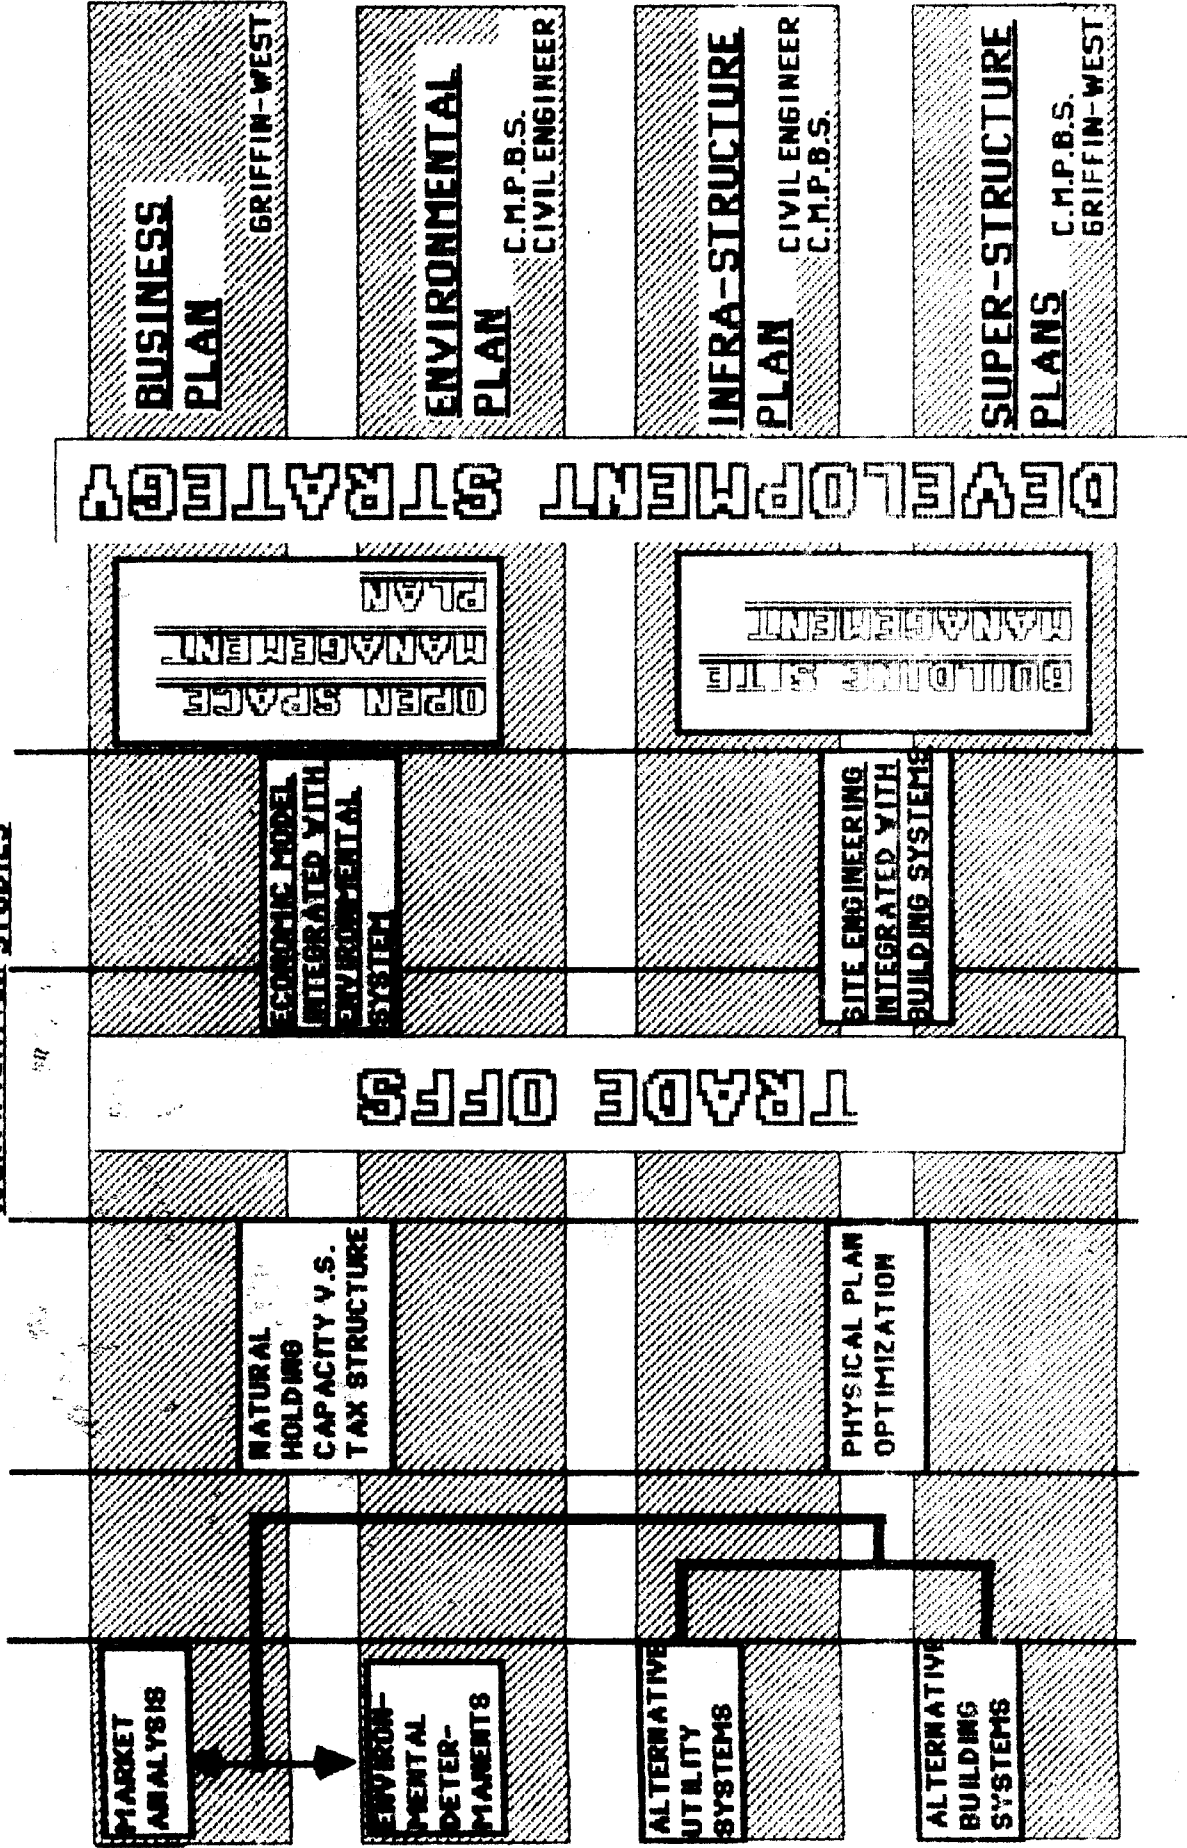 STUDIES
MARKET
ANALYSIS
ENVIRON-
MENTAL
DETER-
MANENTS
ALTERNATIVE
UTILITY
SYSTEMS
ALTERNATIVE
BUILDING
SYSTEMS
NATURAL
HOLDING
CAPACITY V.S.
TAX STRUCTURE
PHYSICAL PLAN
OPTIMIZATION
TRADE OFFS
ECONOMIC MODEL
INTEGRATED WITH
ENVIRONMENTAL
SYSTEM
SITE ENGINEERING
INTEGRATED WITH
BUILDING SYSTEMS
OPEN SPACE
MANAGEMENT
PLAN
BUILDING SITE
MANAGEMENT
DEVELOPMENT STRATEGY
BUSINESS
PLAN
GRIFFIN-WEST
ENVIRONMENTAL
PLAN
C.M.P.B.S.
CIVIL ENGINEER
INFRA-STRUCTURE
PLAN
CIVIL ENGINEER
C.M.P.B.S.
SUPER-STRUCTURE
PLANS
C.M.P.B.S.
GRIFFIN-WEST